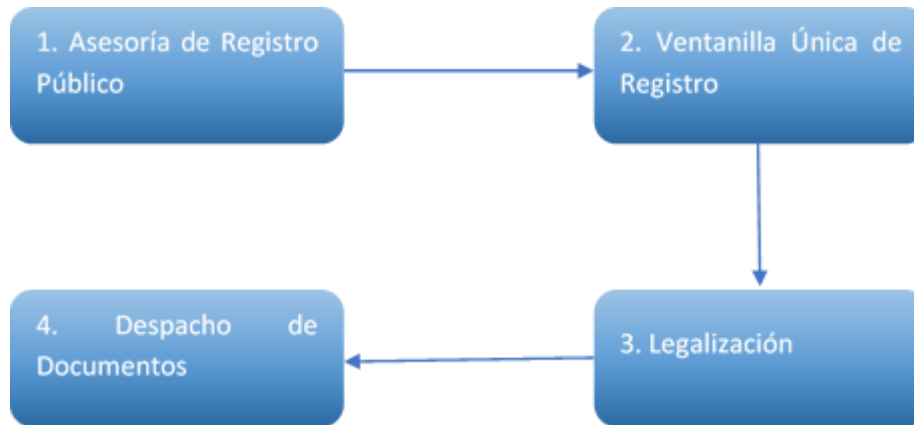 1. Asesoría de Registro
Público
2. Ventanilla Única de
Registro
3. Legalización
4. Despacho de
Documentos